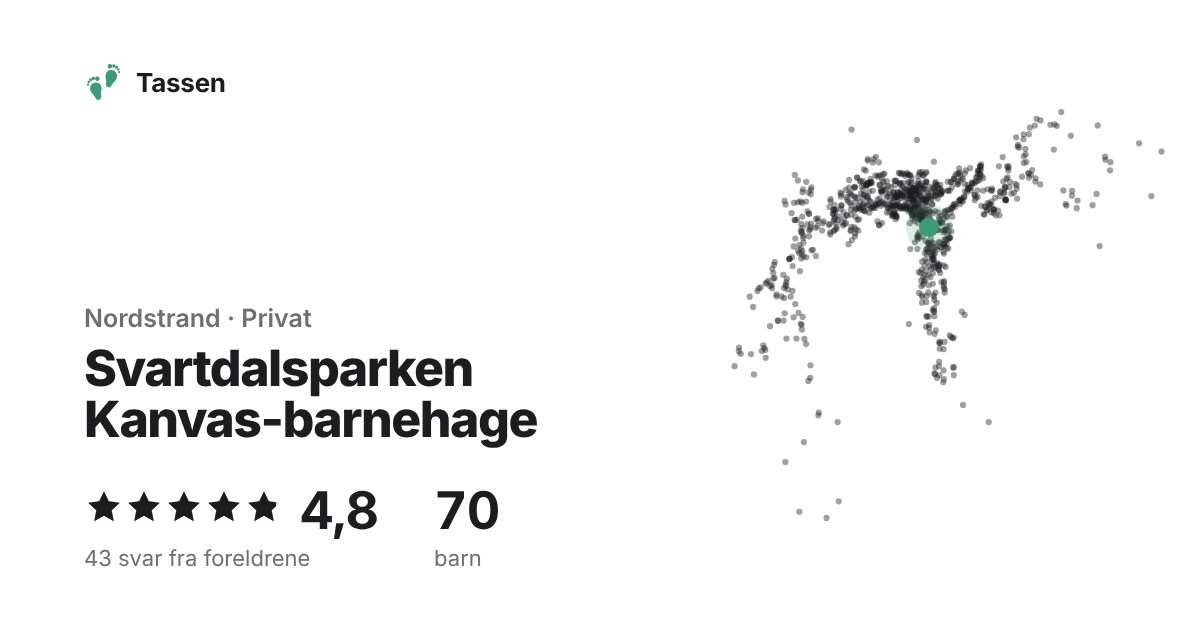 Tassen
Nordstrand · Privat
Svartdalsparken
Kanvas-barnehage
4,8
70
43 svar fra foreldrene
barn